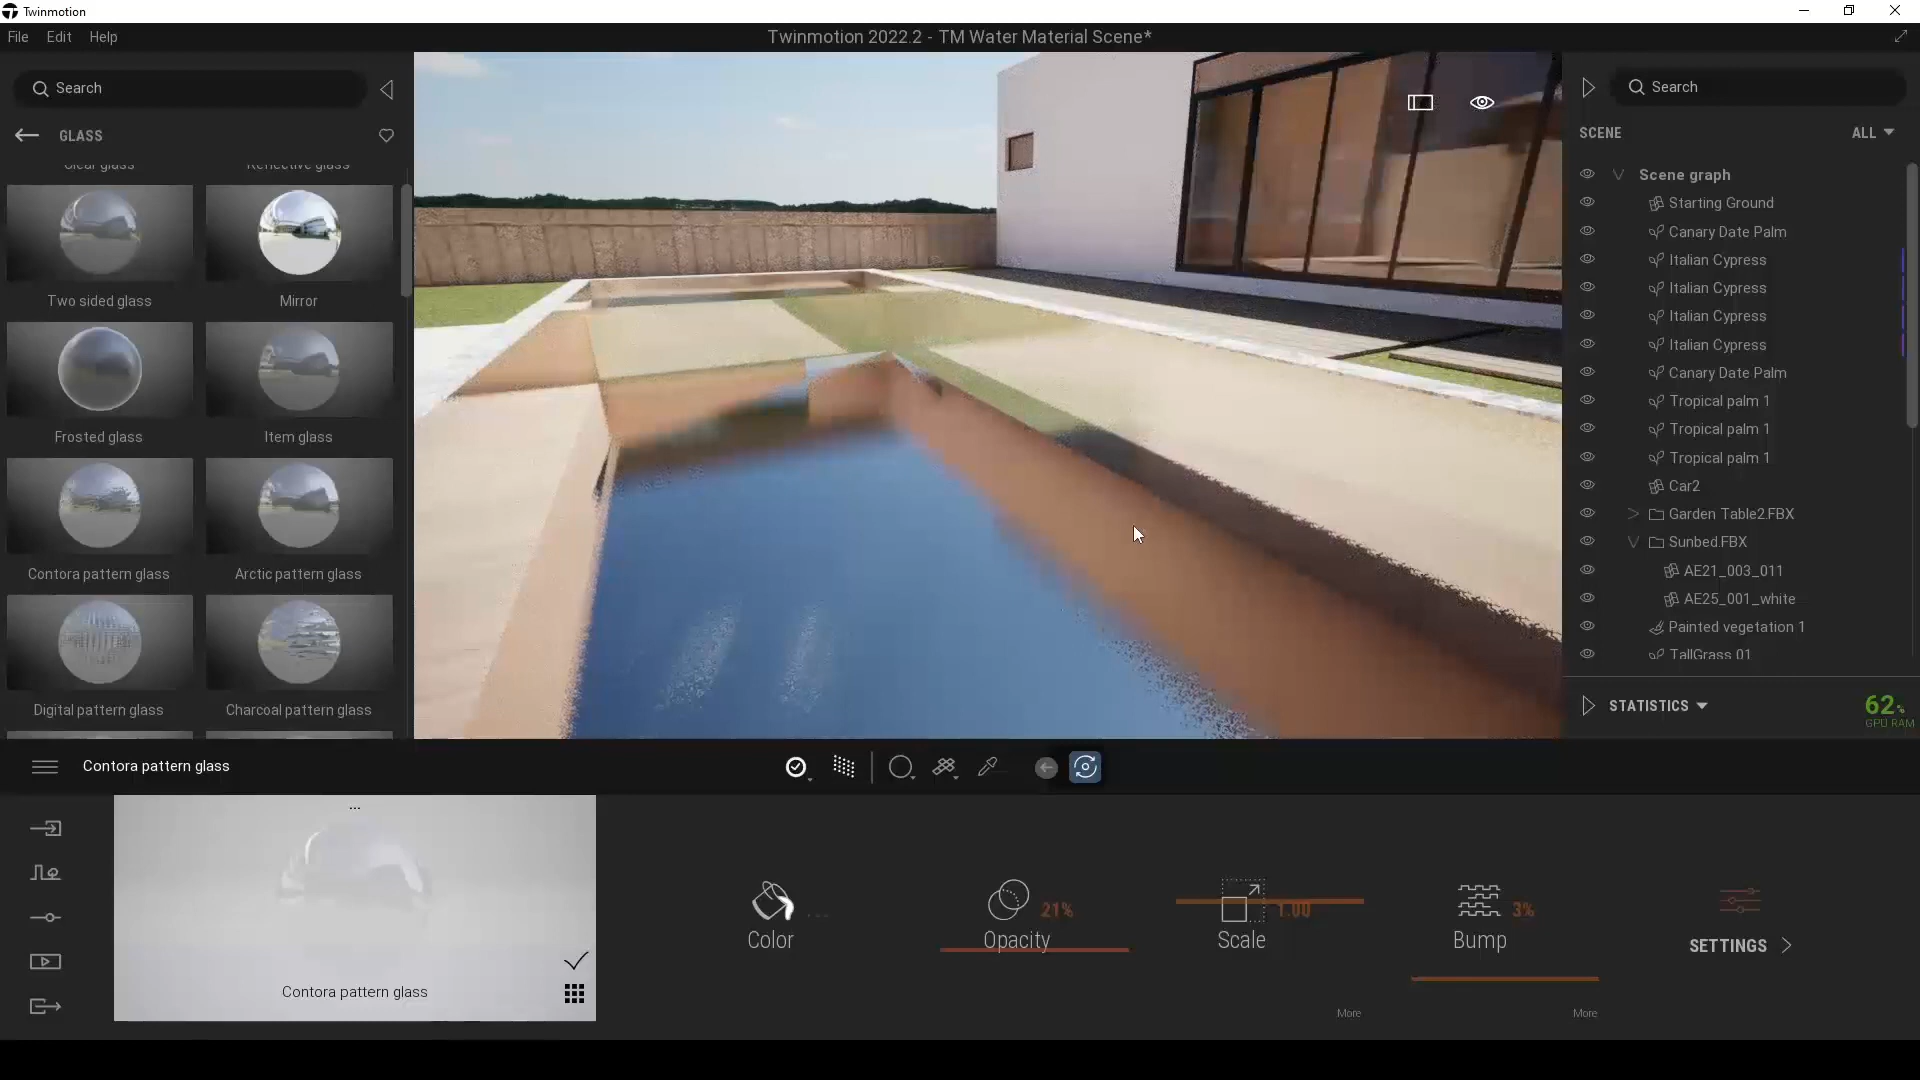 Twinmotion
File Edit Help
Twinmotion 2022.2 - TM Water Material Scene*
Search
GLASS
Clear glass
Reflective glass
Two sided glass
Mirror
Frosted glass
Item glass
Contora pattern glass
Arctic pattern glass
Digital pattern glass
Charcoal pattern glass
Search
SCENE
ALL
Scene graph
Starting Ground
Canary Date Palm
Italian Cypress
Italian Cypress
Italian Cypress
Italian Cypress
Canary Date Palm
Tropical palm 1
Tropical palm 1
Tropical palm 1
Car2
Garden Table2.FBX
Sunbed.FBX
AE21_003_011
AE25_001_white
Painted vegetation 1
TallGrass 01
STATISTICS
62%
GPU RAM
Contora pattern glass
...
Contora pattern glass
Color
...
Opacity
21%
Scale
1.00
More
Bump
3%
More
SETTINGS